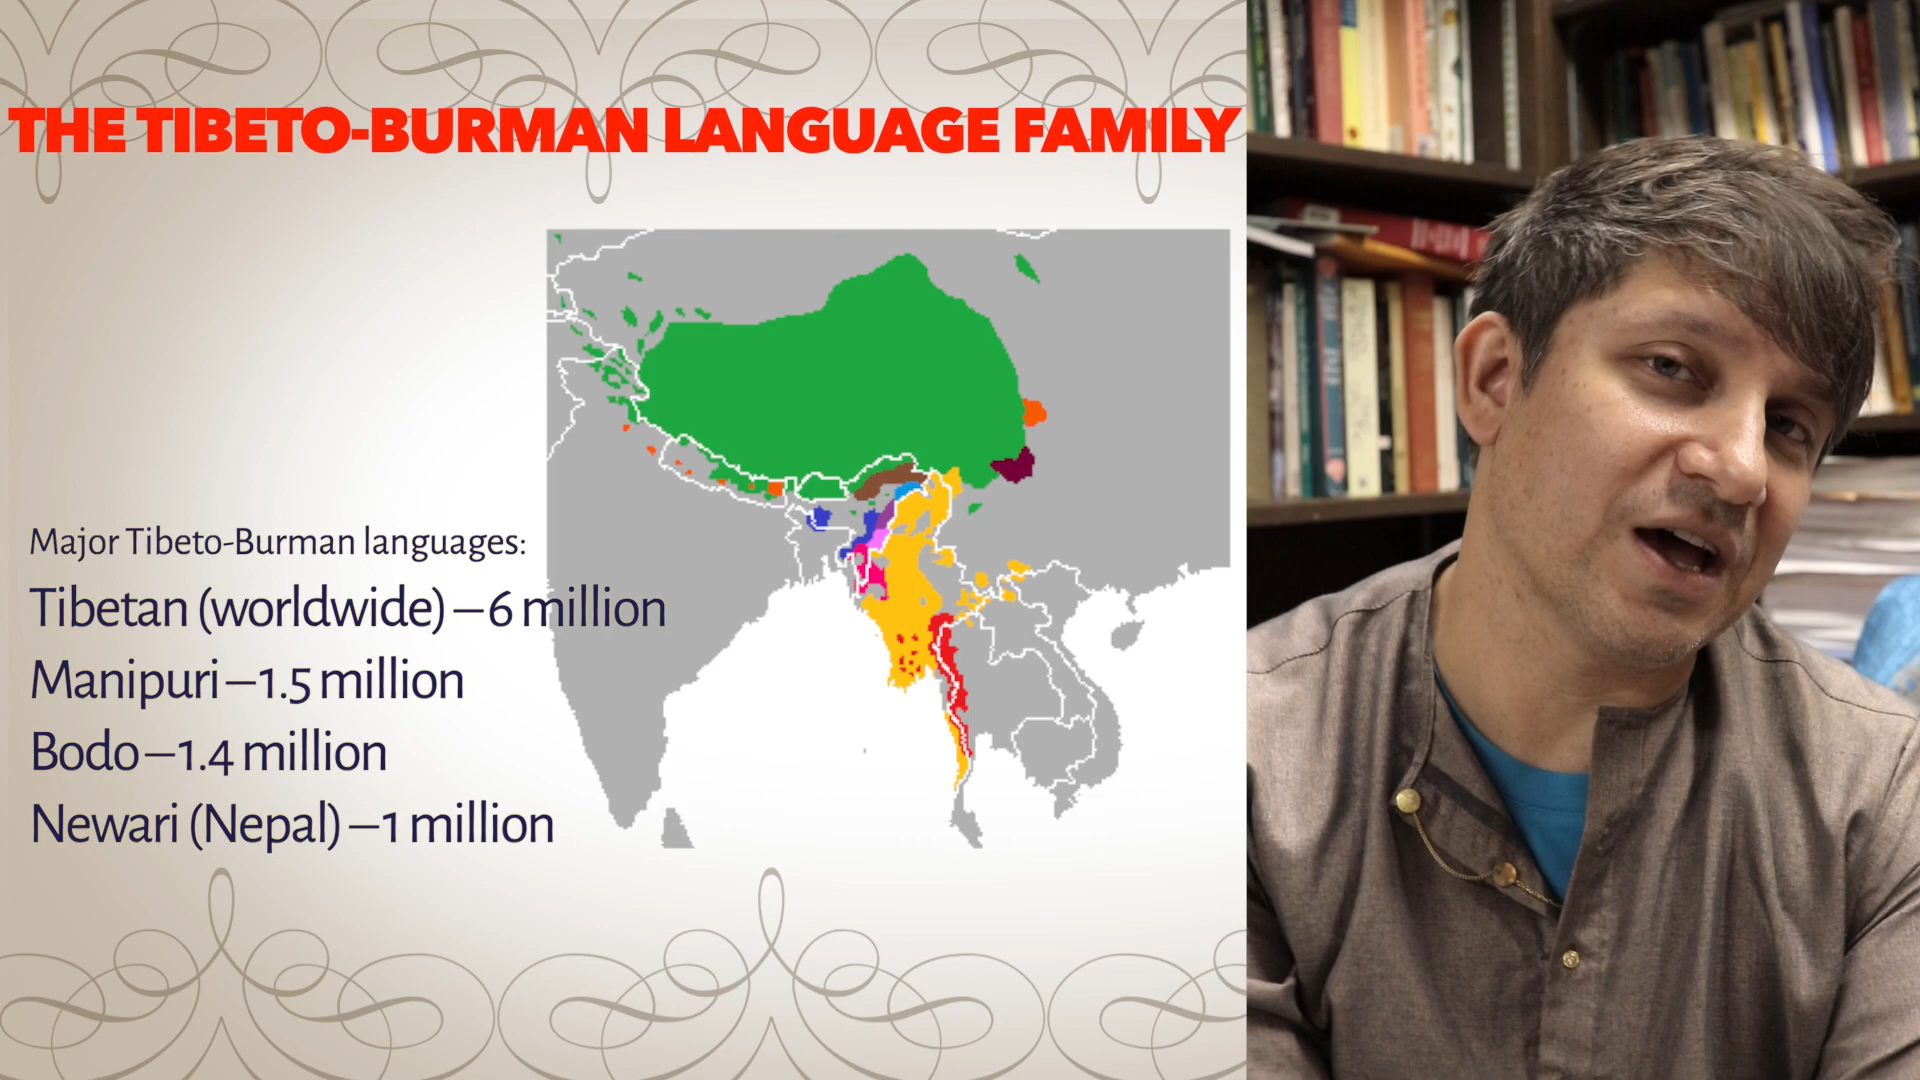 THE TIBETO-BURMAN LANGUAGE FAMILY
Major Tibeto-Burman languages:
Tibetan (worldwide) – 6 million
Manipuri – 1.5 million
Bodo – 1.4 million
Newari (Nepal) – 1 million